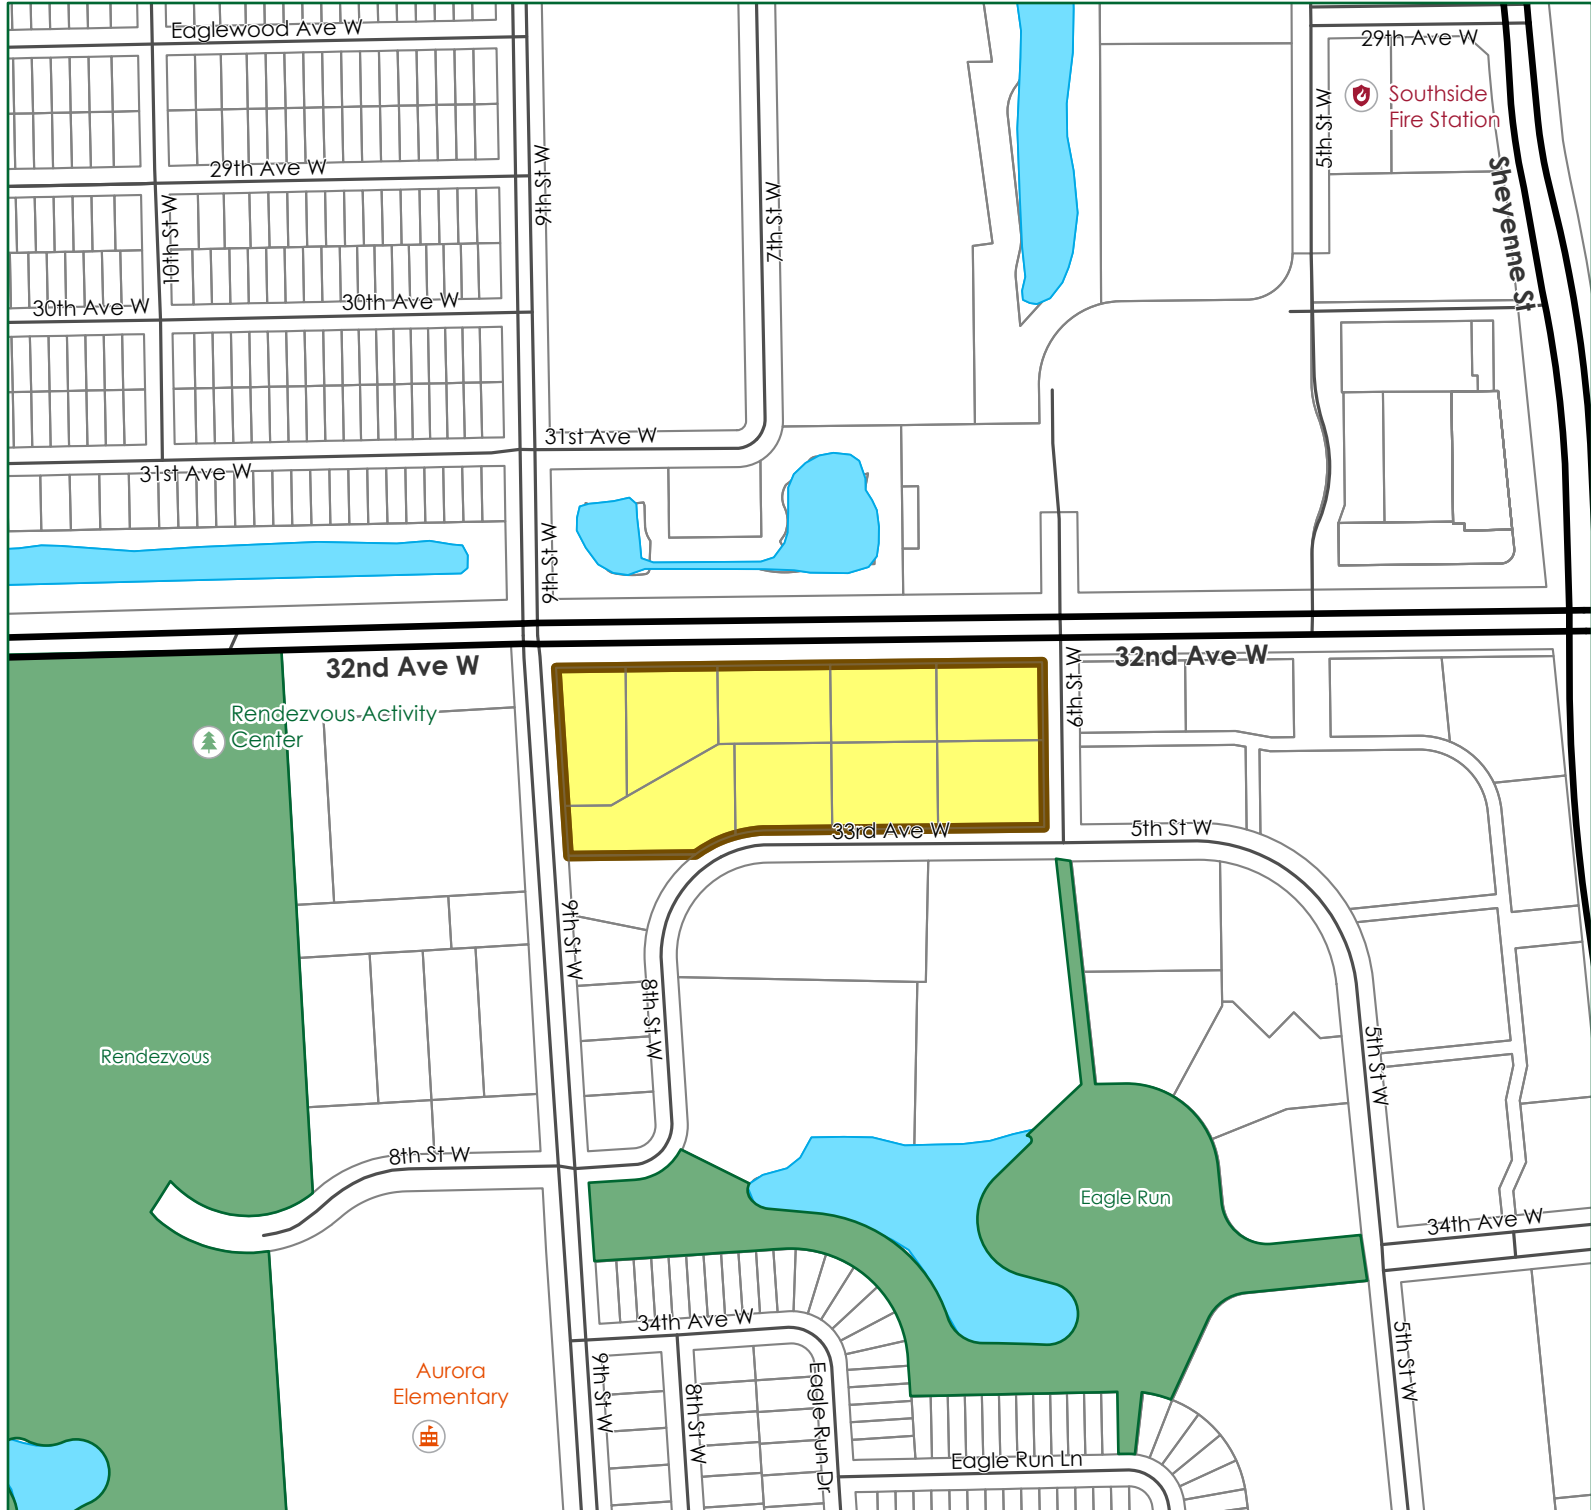 Eaglewood Ave W
29th Ave W
Southside
Fire Station
5th St W
Sheyenne St
9th St W
29th Ave W
7th St W
10th St W
30th Ave W
30th Ave W
31st Ave W
31st Ave W
9th St W
32nd Ave W
32nd Ave W
6th St W
Rendezvous Activity
Center
33rd Ave W
5th St W
9th St W
8th St W
Rendezvous
5th St W
8th St W
Eagle Run
34th Ave W
34th Ave W
Aurora
Elementary
9th St W
8th St W
Eagle Run Dr
5th St W
Eagle Run Ln